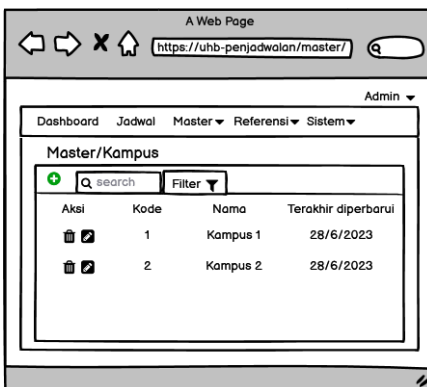 A Web Page
https://uhb-penjadwalan/master/
Admin
Dashboard Jadwal Master Referensi Sistem
Master/Kampus
search Filter
Aksi Kode Nama Terakhir diperbarui
1 Kampus 1 28/6/2023
2 Kampus 2 28/6/2023